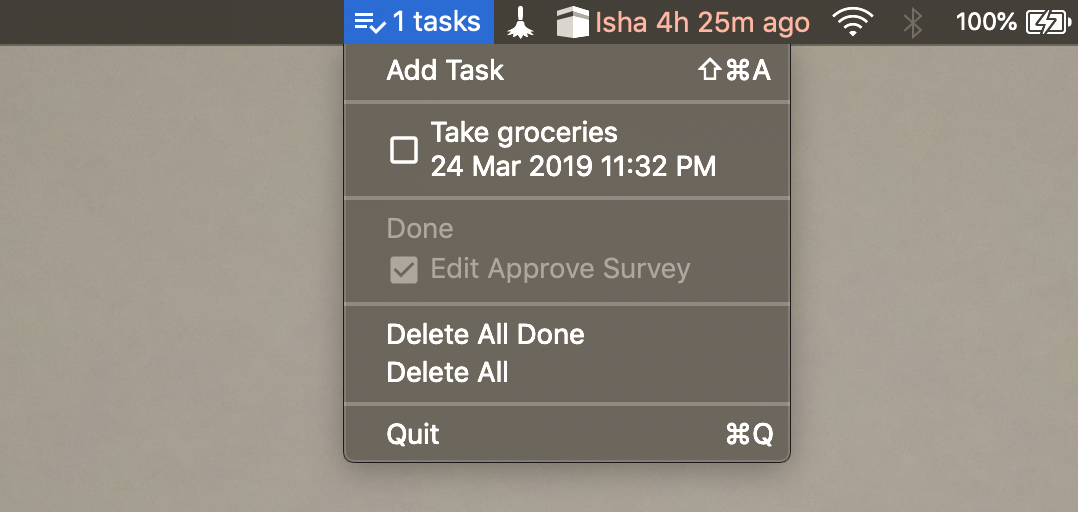 1 tasks Isha 4h 25m ago 100%
Add Task ⇧⌘A
Take groceries
24 Mar 2019 11:32 PM
Done
Edit Approve Survey
Delete All Done
Delete All
Quit ⌘Q